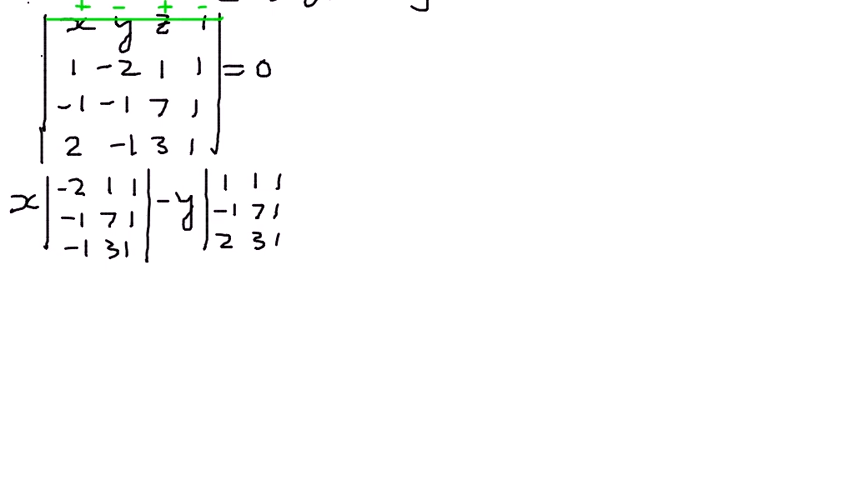 + - + -
x y z 1
1 -2 1 1 = 0
-1 -1 7 1
2 -1 3 1
x | -2 1 1 | - y | 1 1 1
-1 7 1 -1 7 1
-1 3 1 2 3 1